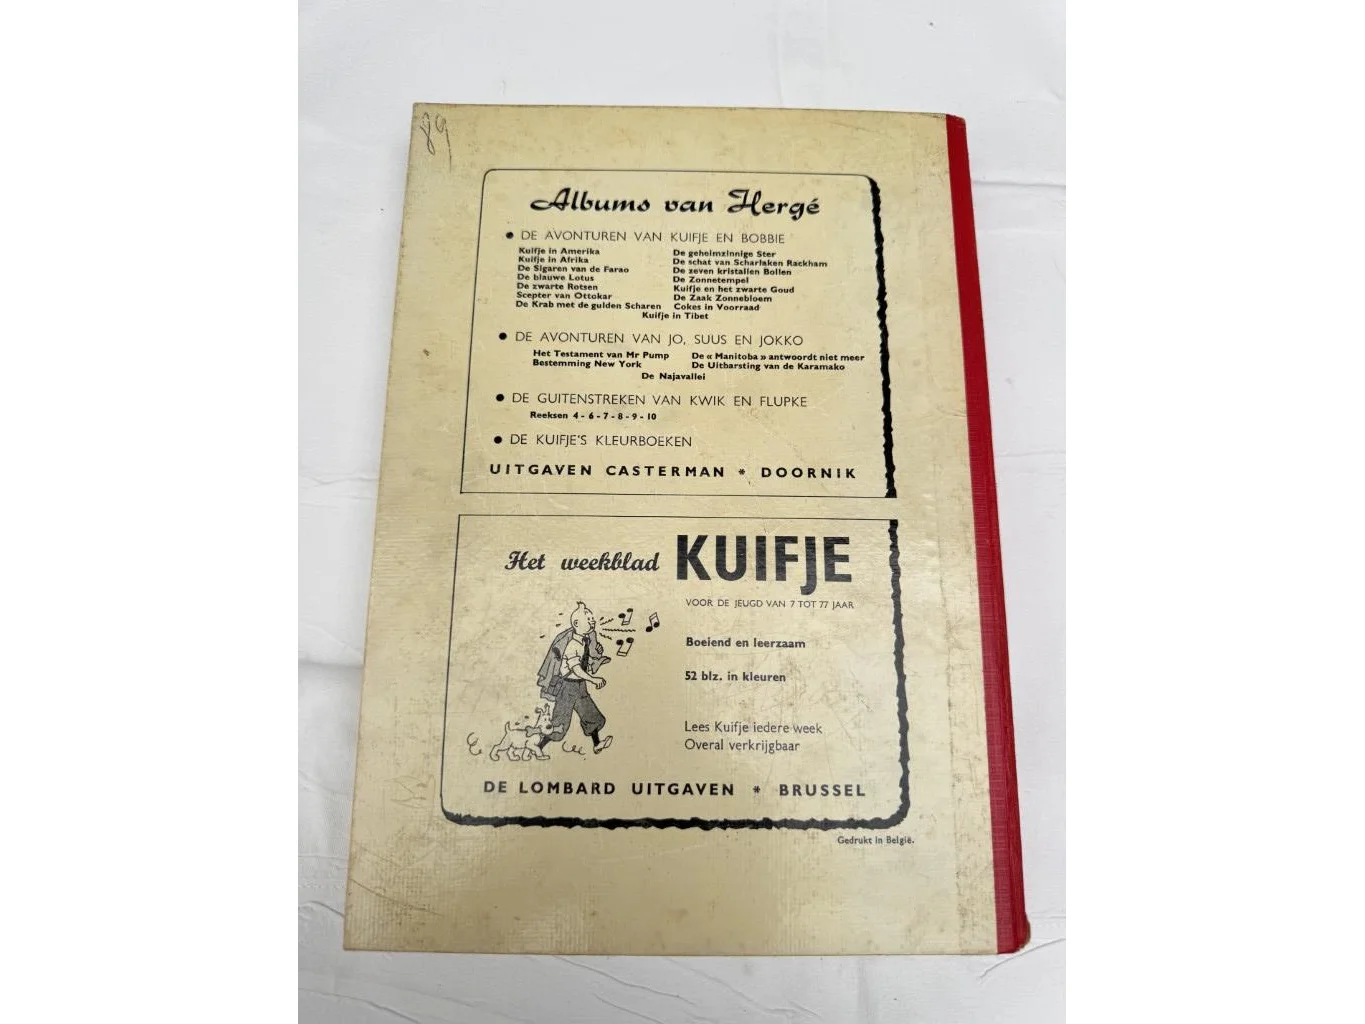 89
Albums van Hergé
• DE AVONTUREN VAN KUIFJE EN BOBBIE
Kuifje in Amerika
Kuifje in Afrika
De Sigaren van de Farao
De blauwe Lotus
De zwarte Rotsen
Scepter van Ottokar
De Krab met de gulden Scharen
De geheimzinnige Ster
De schat van Scharlaken Rackham
De zeven kristallen Bollen
De Zonnetempel
Kuifje en het zwarte Goud
De Zaak Zonnebloem
Cokes in Voorraad
Kuifje in Tibet
• DE AVONTUREN VAN JO, SUUS EN JOKKO
Het Testament van Mr Pump
Bestemming New York
De « Manitoba » antwoordt niet meer
De Uitbarsting van de Karamako
De Najavallei
• DE GUITENSTREKEN VAN KWIK EN FLUPKE
Reeksen 4 - 6 - 7 - 8 - 9 - 10
• DE KUIFJE'S KLEURBOEKEN
UITGAVEN CASTERMAN * DOORNIK
Het weekblad KUIFJE
VOOR DE JEUGD VAN 7 TOT 77 JAAR
Boeiend en leerzaam
52 blz. in kleuren
Lees Kuifje iedere week
Overal verkrijgbaar
DE LOMBARD UITGAVEN * BRUSSEL
Gedrukt in België.